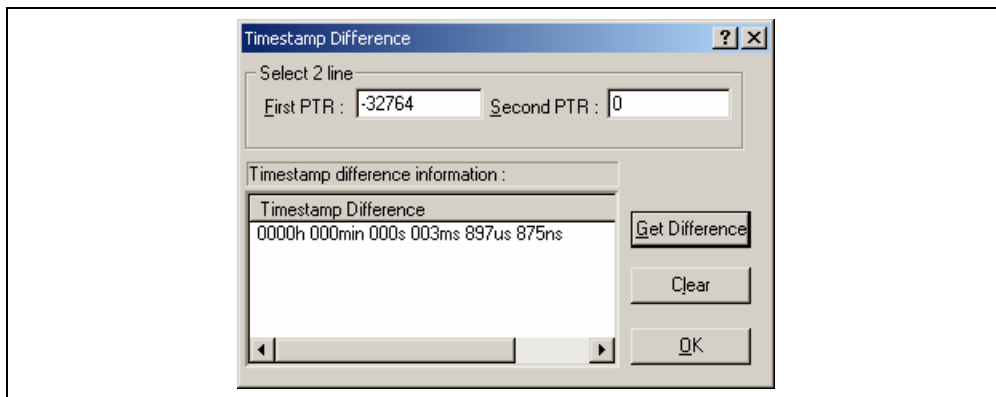 Timestamp Difference
Select 2 line
First PTR : -32764 Second PTR : 0
Timestamp difference information :
Timestamp Difference
0000h 000min 000s 003ms 897us 875ns
Get Difference
Clear
OK